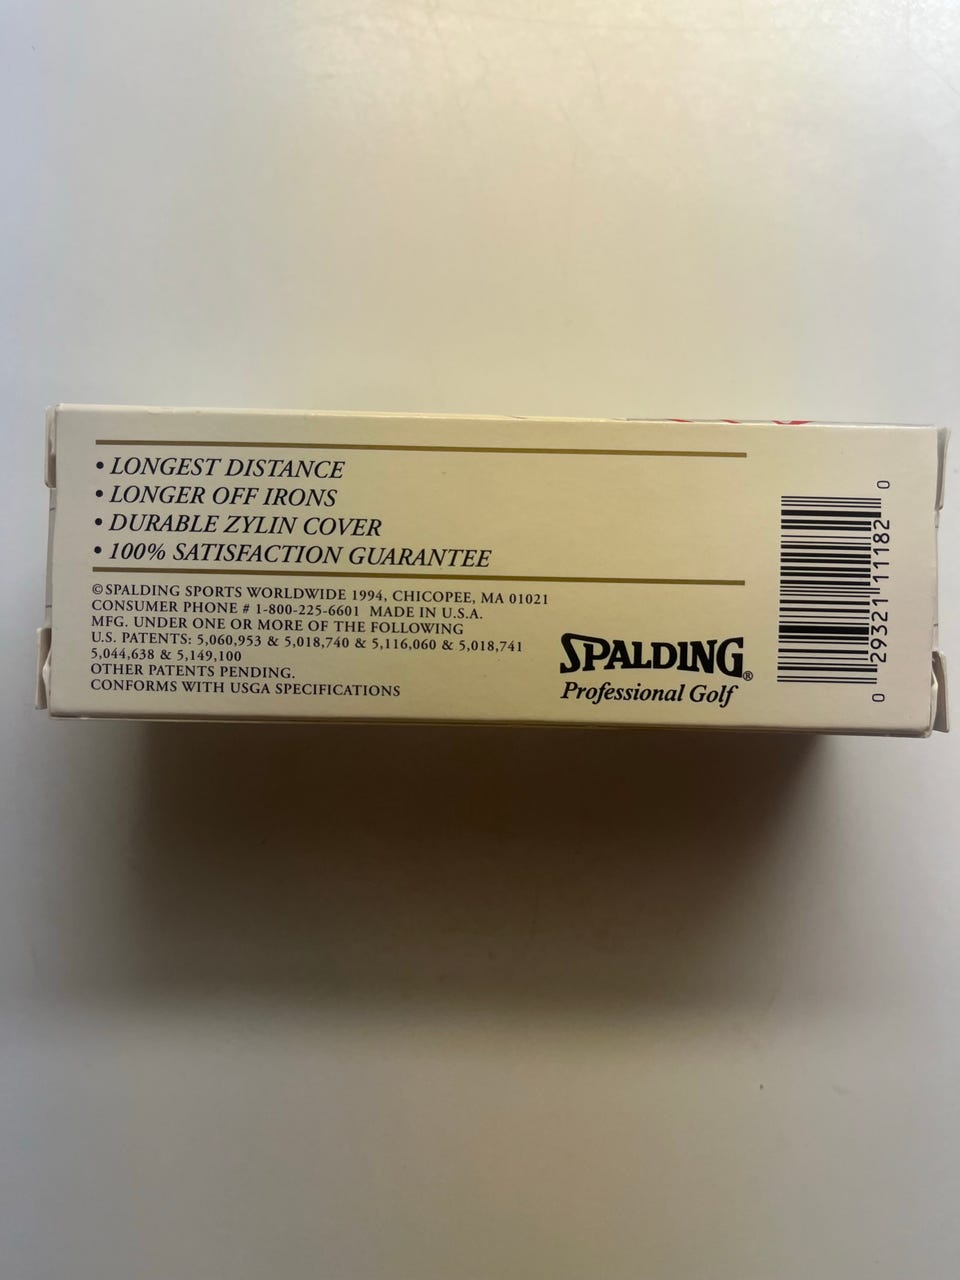 • LONGEST DISTANCE
• LONGER OFF IRONS
• DURABLE ZYLIN COVER
• 100% SATISFACTION GUARANTEE
©SPALDING SPORTS WORLDWIDE 1994, CHICOPEE, MA 01021
CONSUMER PHONE # 1-800-225-6601 MADE IN U.S.A.
MFG. UNDER ONE OR MORE OF THE FOLLOWING
U.S. PATENTS: 5,060,953 & 5,018,740 & 5,116,060 & 5,018,741
5,044,638 & 5,149,100
OTHER PATENTS PENDING.
CONFORMS WITH USGA SPECIFICATIONS
SPALDING®
Professional Golf
0 29321 11182 0